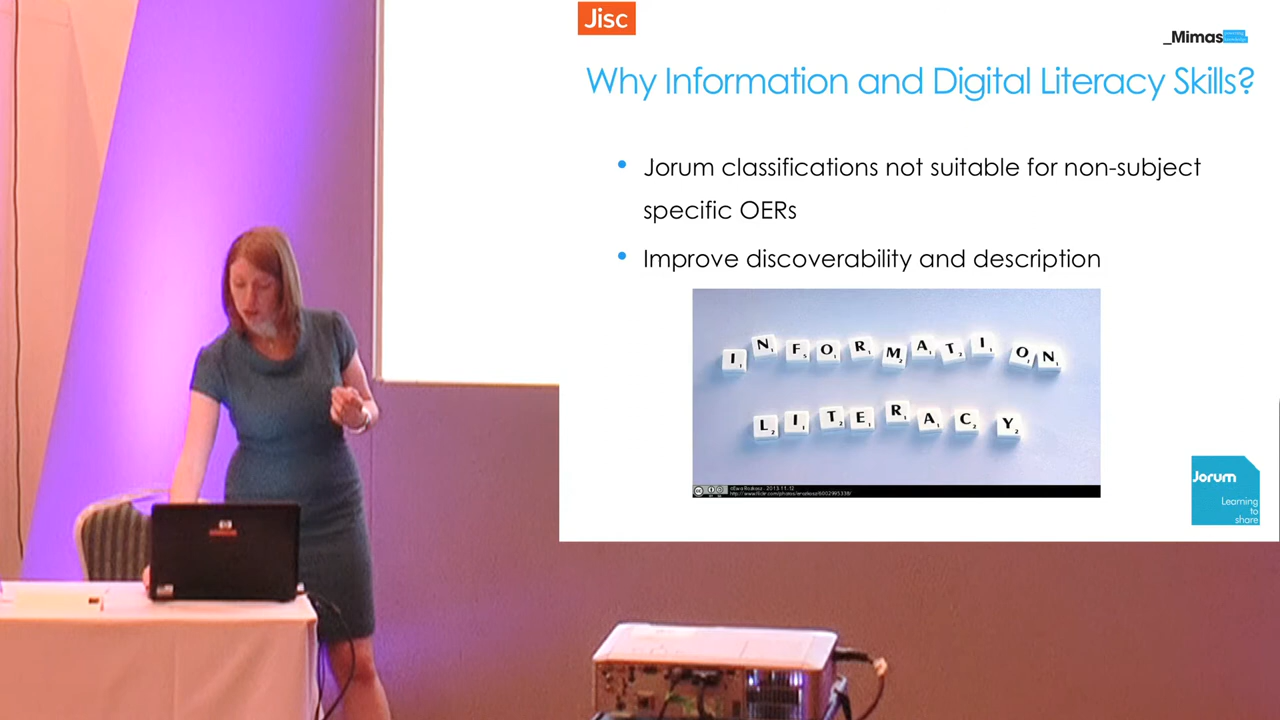 Jisc
_Mimas
Why Information and Digital Literacy Skills?
Jorum classifications not suitable for non-subject
specific OERs
Improve discoverability and description
INFORMATION
LITERACY
Jorum
Learning
to
share